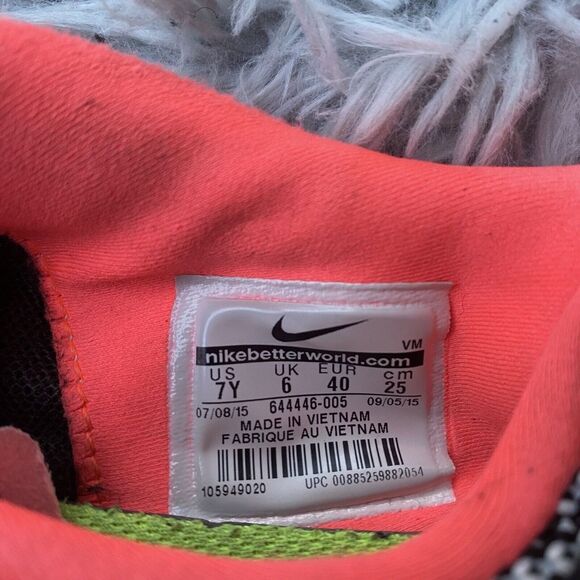 VM
nikebetterworld.com
US UK EUR cm
7Y 6 40 25
07/08/15 644446-005 09/05/15
MADE IN VIETNAM
FABRIQUE AU VIETNAM
105949020 UPC 00885259882054